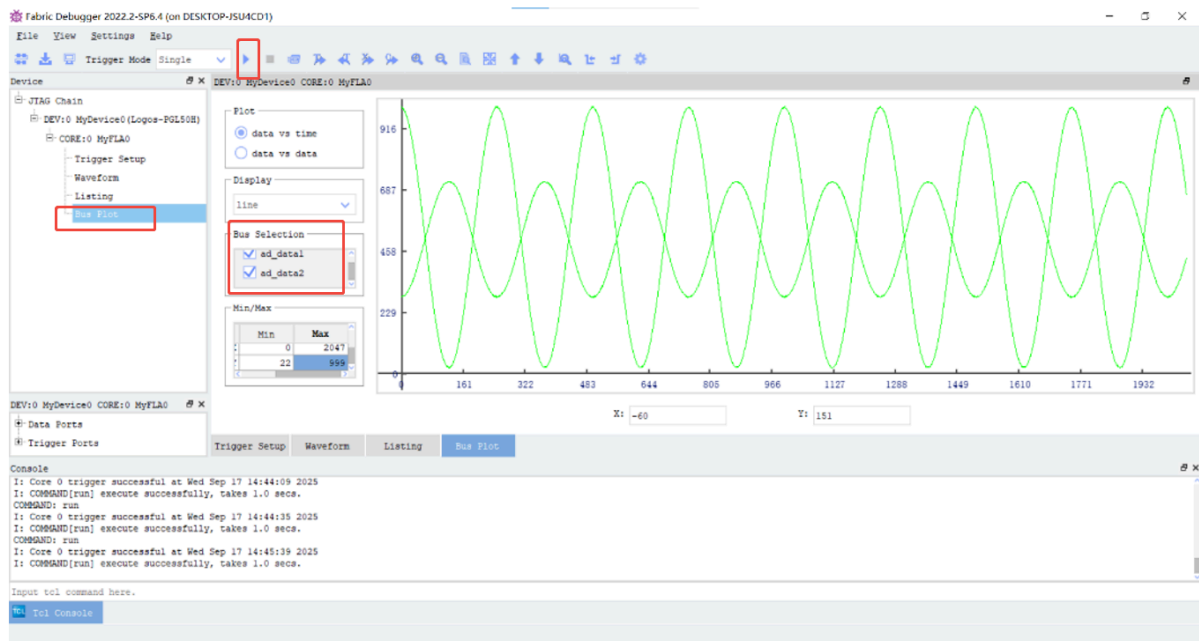 Fabric Debugger 2022.2-SP6.4 (on DESKTOP-JSU4CD1)
File View Settings Help
Trigger Mode Single
Device
DEV:0 MyDevice0 CORE:0 MyFLA0
JTAG Chain
DEV:0 MyDevice0(Logos-PGL50H)
CORE:0 MyFLA0
Trigger Setup
Waveform
Listing
Bus Plot
Plot
data vs time
data vs data
Display
line
Bus Selection
ad_data1
ad_data2
Min/Max
Min Max
0 2047
22 999
916
687
458
229
0
0 161 322 483 644 805 966 1127 1288 1449 1610 1771 1932
X: -60 Y: 151
DEV:0 MyDevice0 CORE:0 MyFLA0
Data Ports
Trigger Ports
Trigger Setup Waveform Listing Bus Plot
Console
I: Core 0 trigger successful at Wed Sep 17 14:44:09 2025
I: COMMAND[run] execute successfully, takes 1.0 secs.
COMMAND: run
I: Core 0 trigger successful at Wed Sep 17 14:44:35 2025
I: COMMAND[run] execute successfully, takes 1.0 secs.
COMMAND: run
I: Core 0 trigger successful at Wed Sep 17 14:45:39 2025
I: COMMAND[run] execute successfully, takes 1.0 secs.
Input tcl command here.
TCL Tcl Console